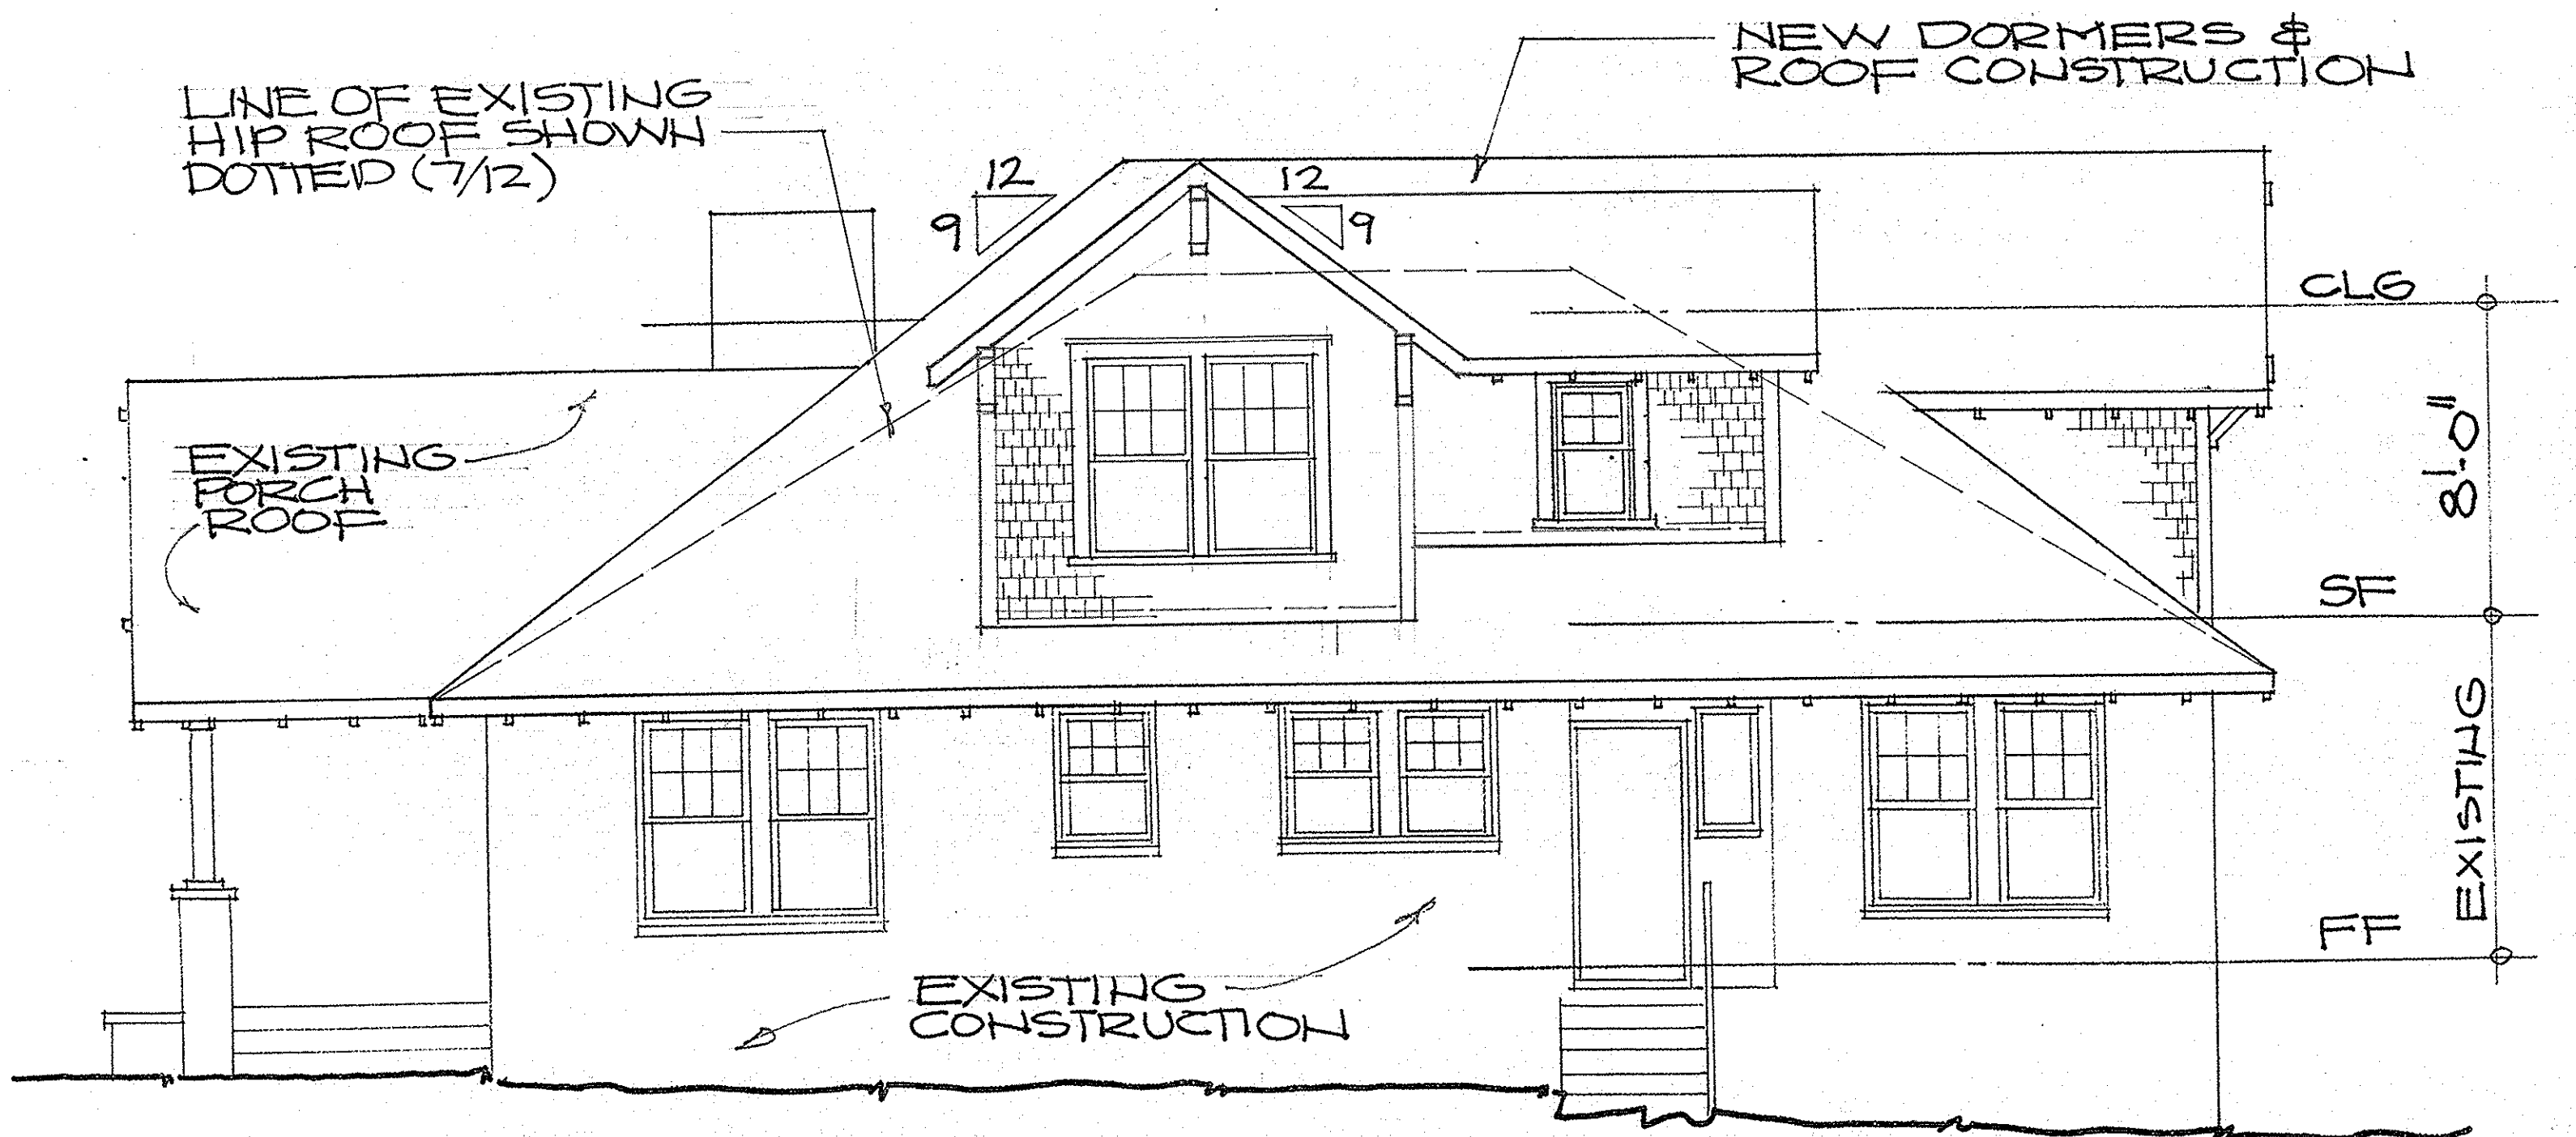 NEW DORMERS &
ROOF CONSTRUCTION
LINE OF EXISTING
HIP ROOF SHOWN
DOTTED (7/12)
12
9
12
9
CLG
8'-0"
EXISTING
PORCH
ROOF
SF
EXISTING
FF
EXISTING
CONSTRUCTION